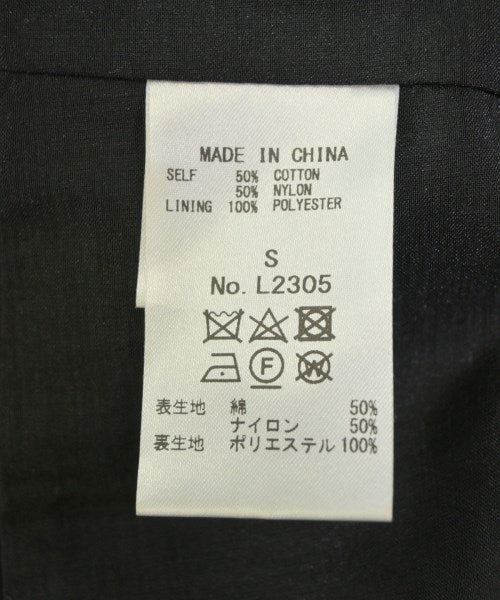 MADE IN CHINA
SELF 50% COTTON
50% NYLON
LINING 100% POLYESTER
S
No. L2305
F W
表生地 綿 50%
ナイロン 50%
裏生地 ポリエステル 100%